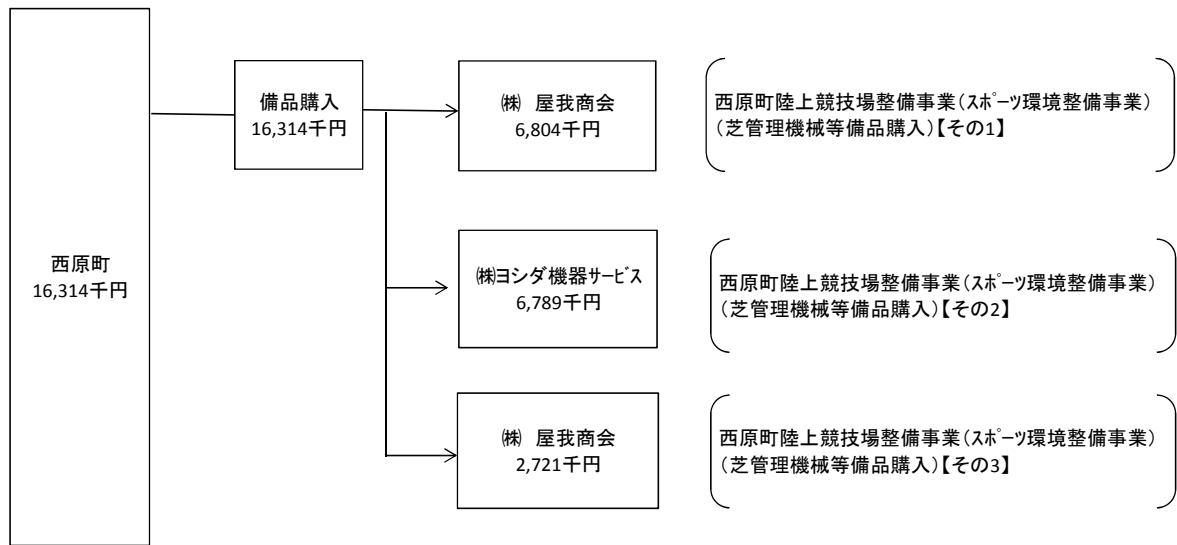 西原町
16,314千円
備品購入
16,314千円
㈱ 屋我商会
6,804千円
西原町陸上競技場整備事業(スポーツ環境整備事業)
(芝管理機械等備品購入)【その1】
㈱ヨシダ機器サービス
6,789千円
西原町陸上競技場整備事業(スポーツ環境整備事業)
(芝管理機械等備品購入)【その2】
㈱ 屋我商会
2,721千円
西原町陸上競技場整備事業(スポーツ環境整備事業)
(芝管理機械等備品購入)【その3】